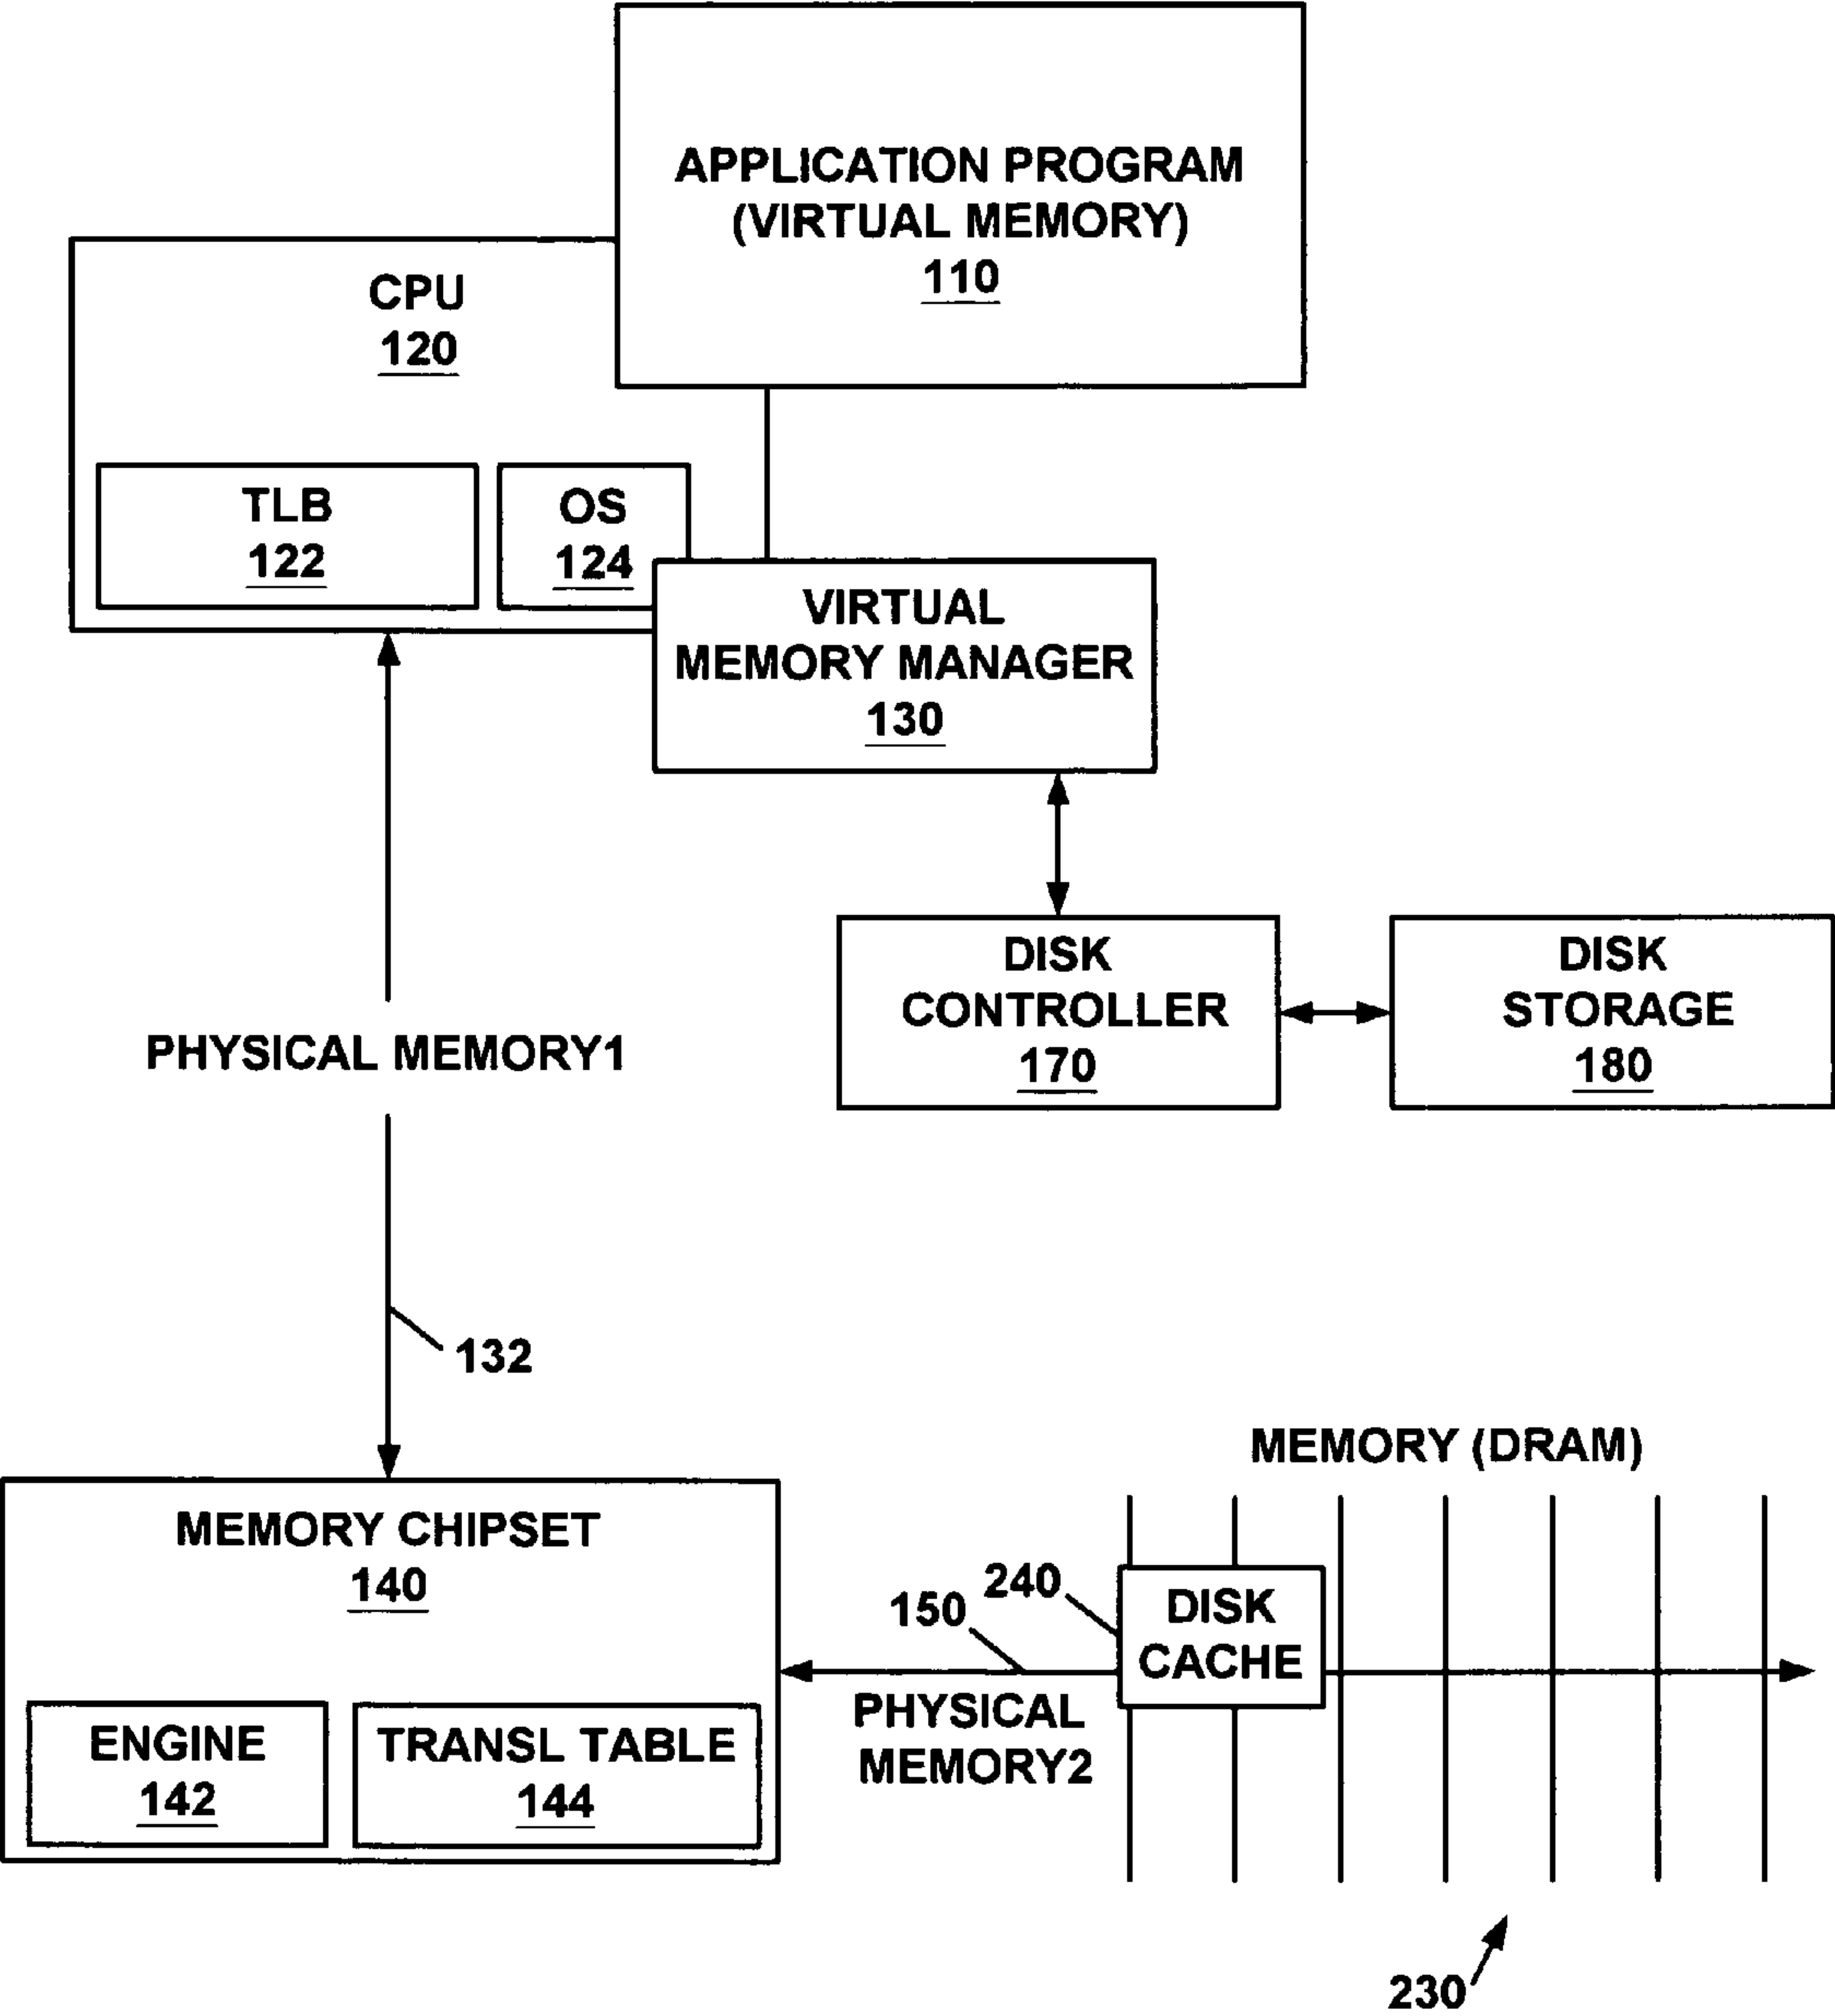 APPLICATION PROGRAM
(VIRTUAL MEMORY)
110
CPU
120
TLB
122
OS
124
VIRTUAL
MEMORY MANAGER
130
DISK
CONTROLLER
170
DISK
STORAGE
180
PHYSICAL MEMORY1
132
MEMORY (DRAM)
MEMORY CHIPSET
140
ENGINE
142
TRANSL TABLE
144
150
240
DISK
CACHE
PHYSICAL
MEMORY2
230